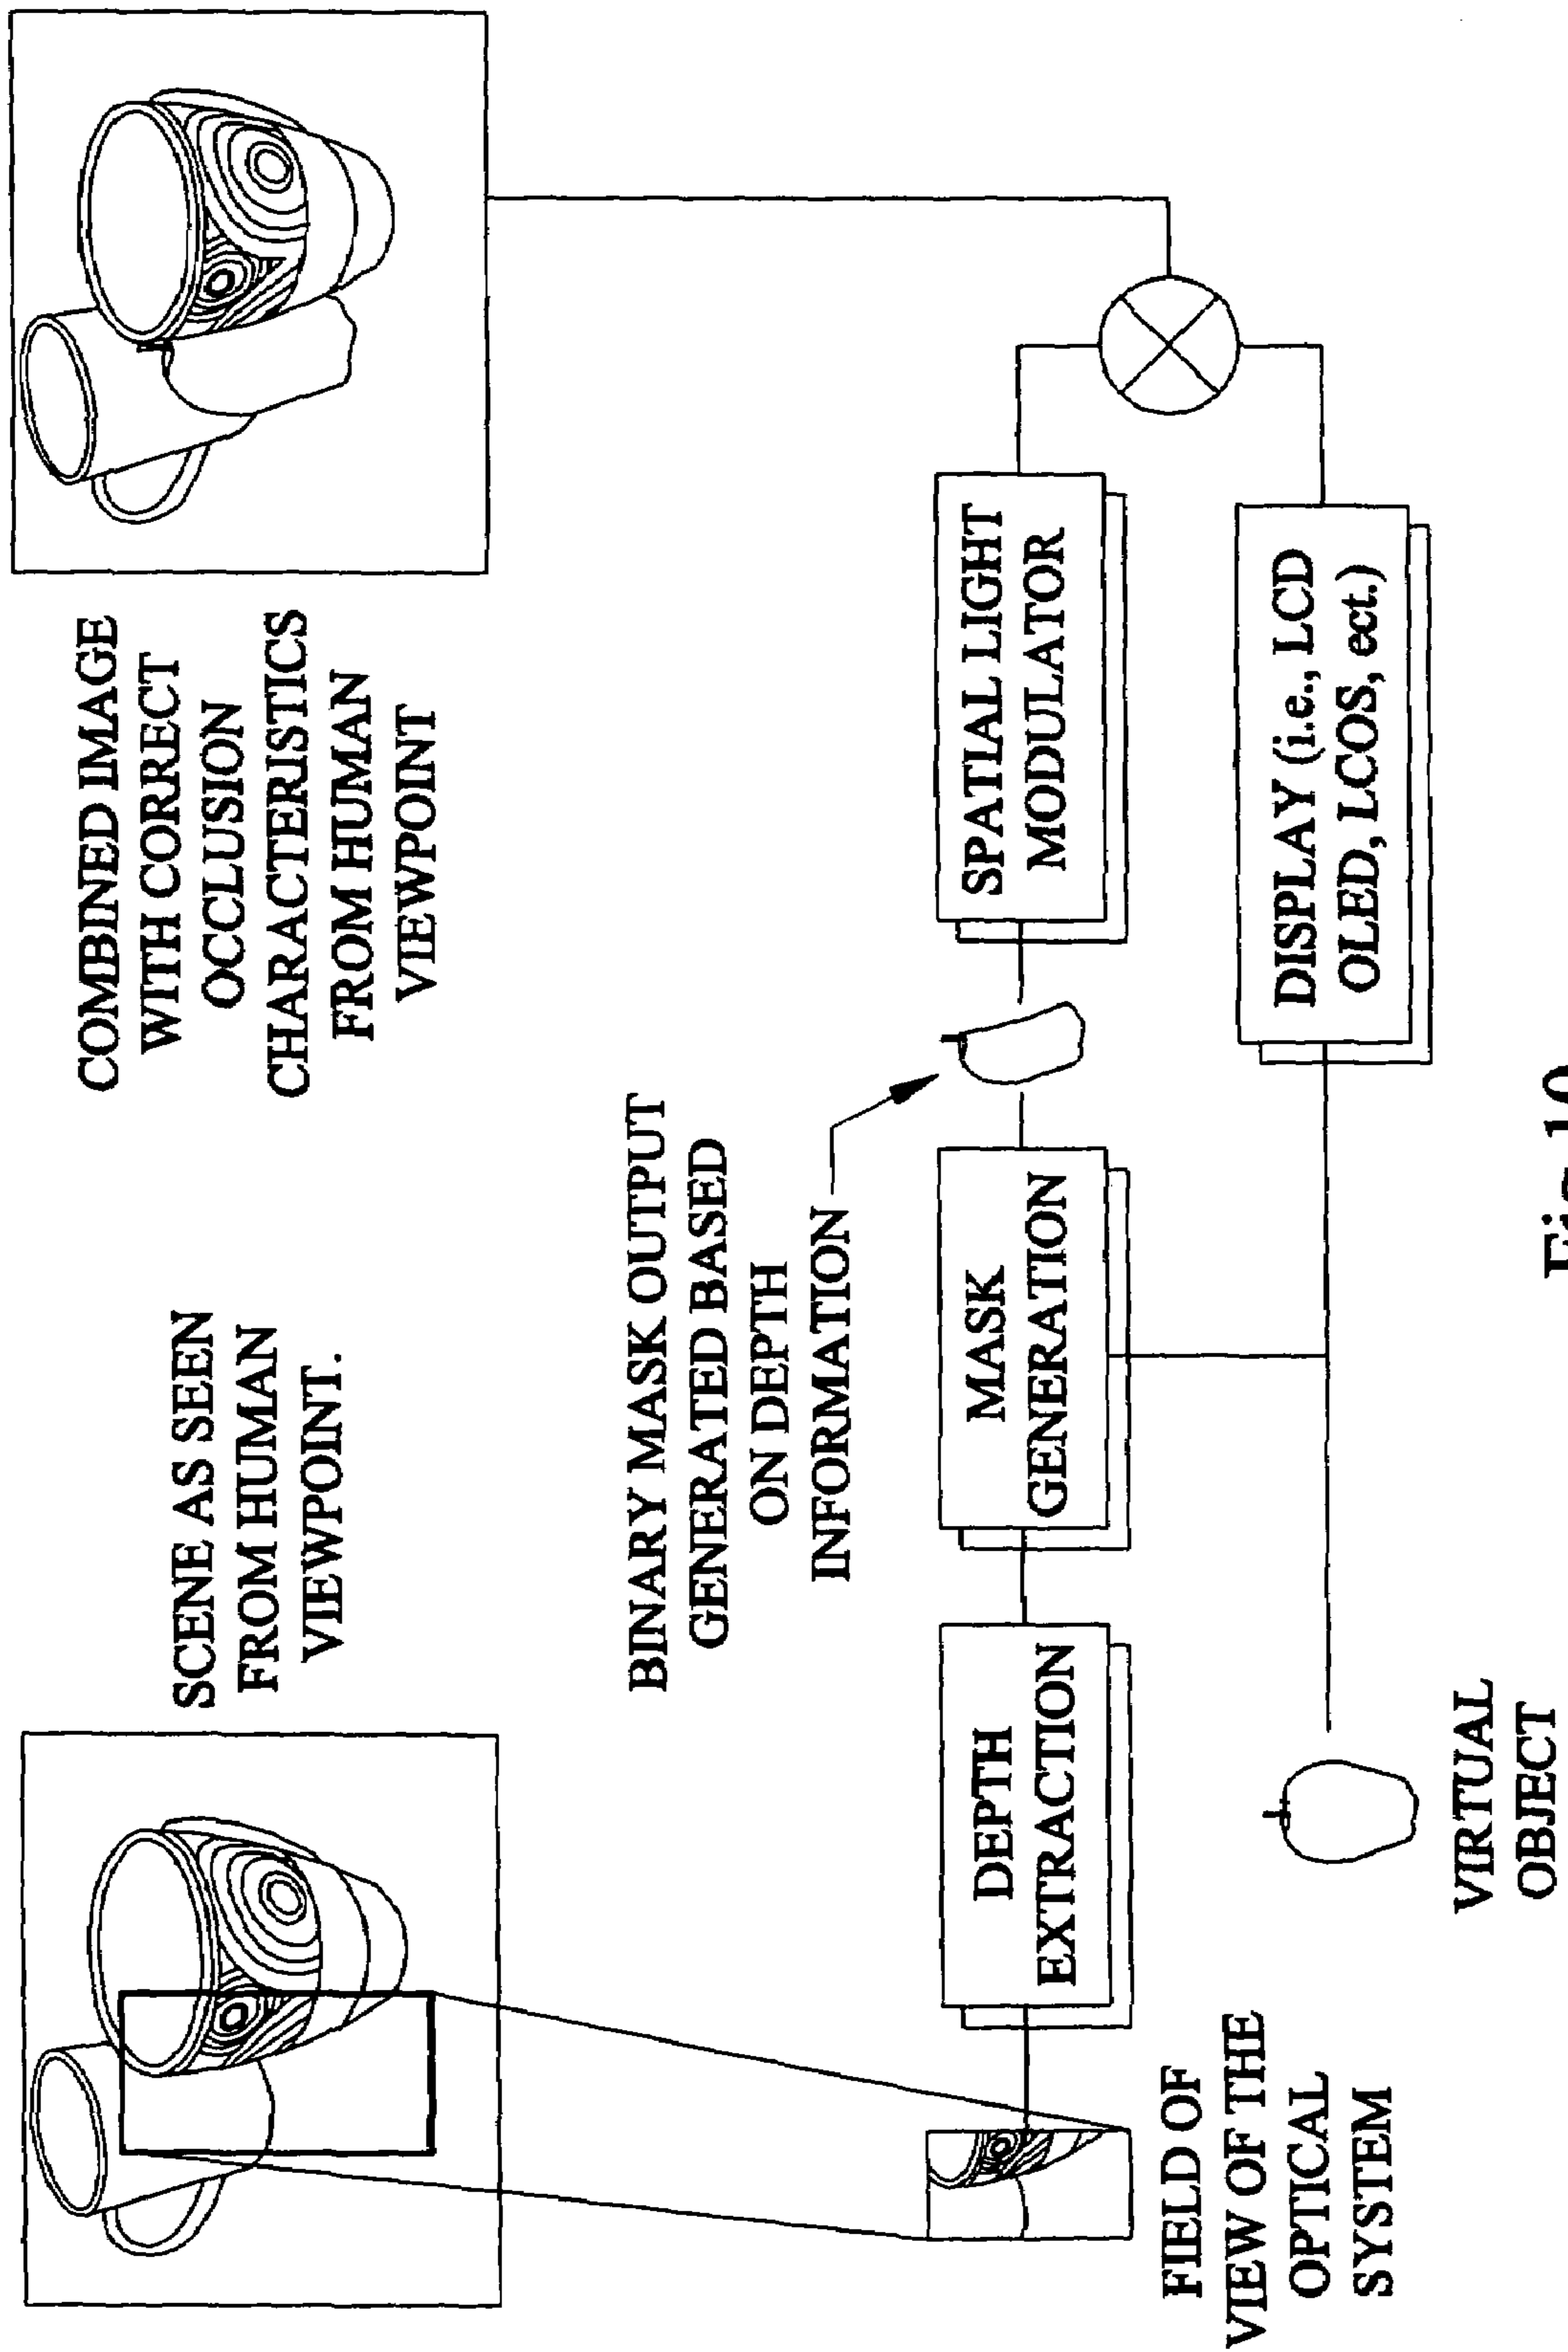 SCENE AS SEEN
FROM HUMAN
VIEWPOINT.
COMBINED IMAGE
WITH CORRECT
OCCLUSION
CHARACTERISTICS
FROM HUMAN
VIEWPOINT
BINARY MASK OUTPUT
GENERATED BASED
ON DEPTH
INFORMATION
DEPTH
EXTRACTION
MASK
GENERATION
SPATIAL LIGHT
MODULATOR
FIELD OF
VIEW OF THE
OPTICAL
SYSTEM
VIRTUAL
OBJECT
DISPLAY (i.e., LCD
OLED, LCOS, ect.)